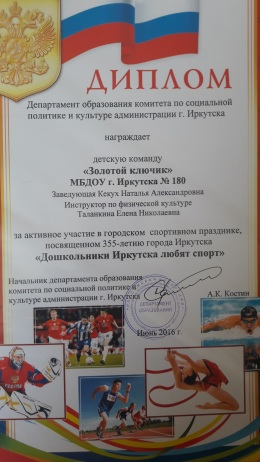 ДИПЛОМ
Департамент образования комитета по социальной
политике и культуре администрации г. Иркутска
награждает
детскую команду
«Золотой ключик»
МБДОУ г. Иркутска № 180
Заведующая Кекух Наталья Александровна
Инструктор по физической культуре
Таланкина Елена Николаевна
за активное участие в городском спортивном празднике,
посвященном 355-летию города Иркутска
«Дошкольники Иркутска любят спорт»
Начальник департамента образования
комитета по социальной политике и
культуре администрации г. Иркутска
А.К. Костин
ДЕПАРТАМЕНТ
ОБРАЗОВАНИЯ
Июнь 2016 г.